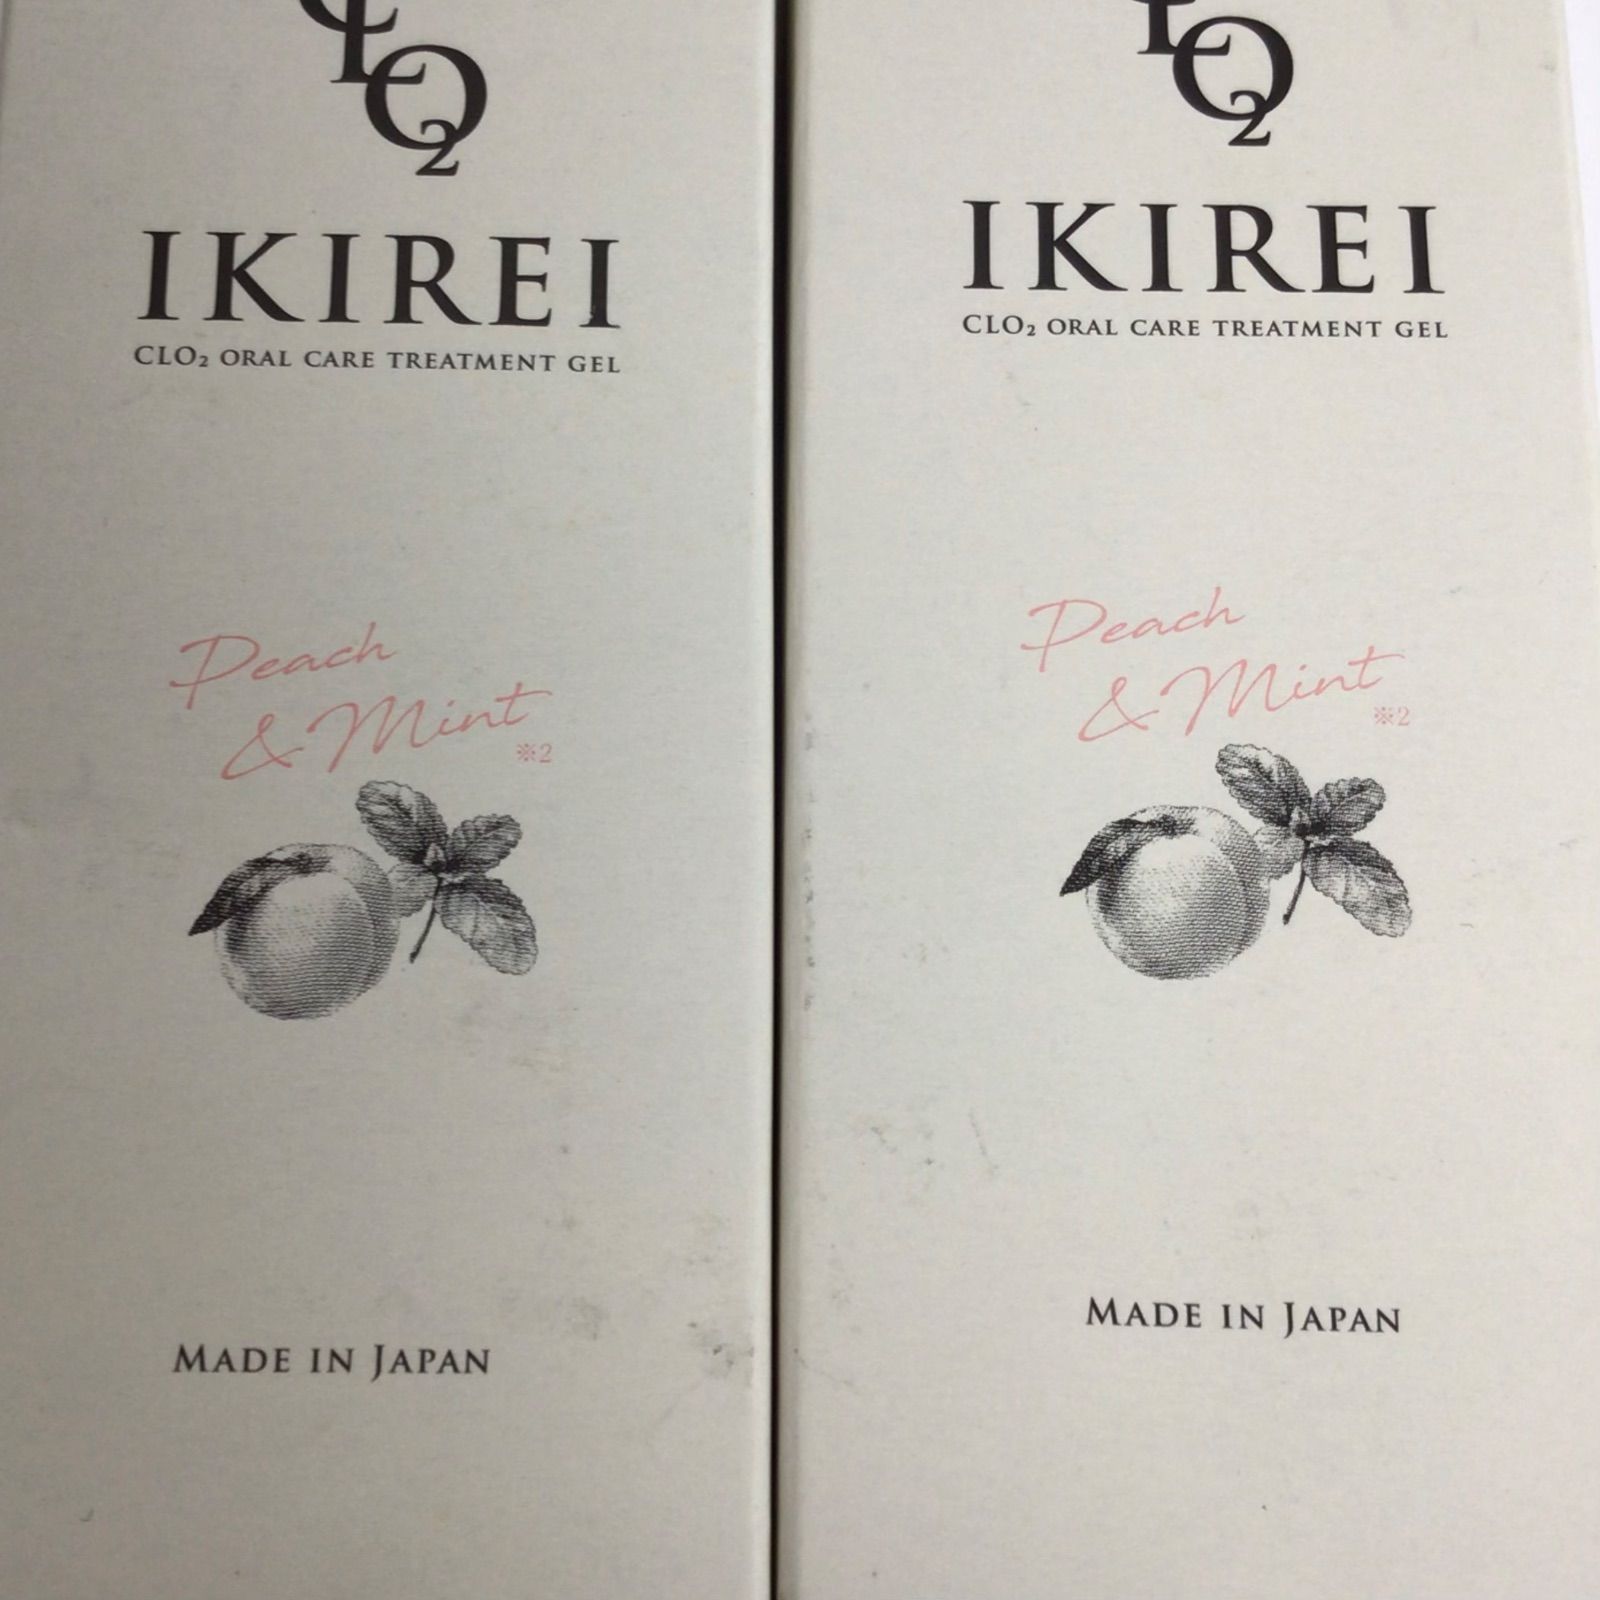 CLO2
IKIREI
CLO₂ ORAL CARE TREATMENT GEL
Peach
& Mint
※2
MADE IN JAPAN
LO2
IKIREI
CLO₂ ORAL CARE TREATMENT GEL
Peach
& Mint
※2
MADE IN JAPAN